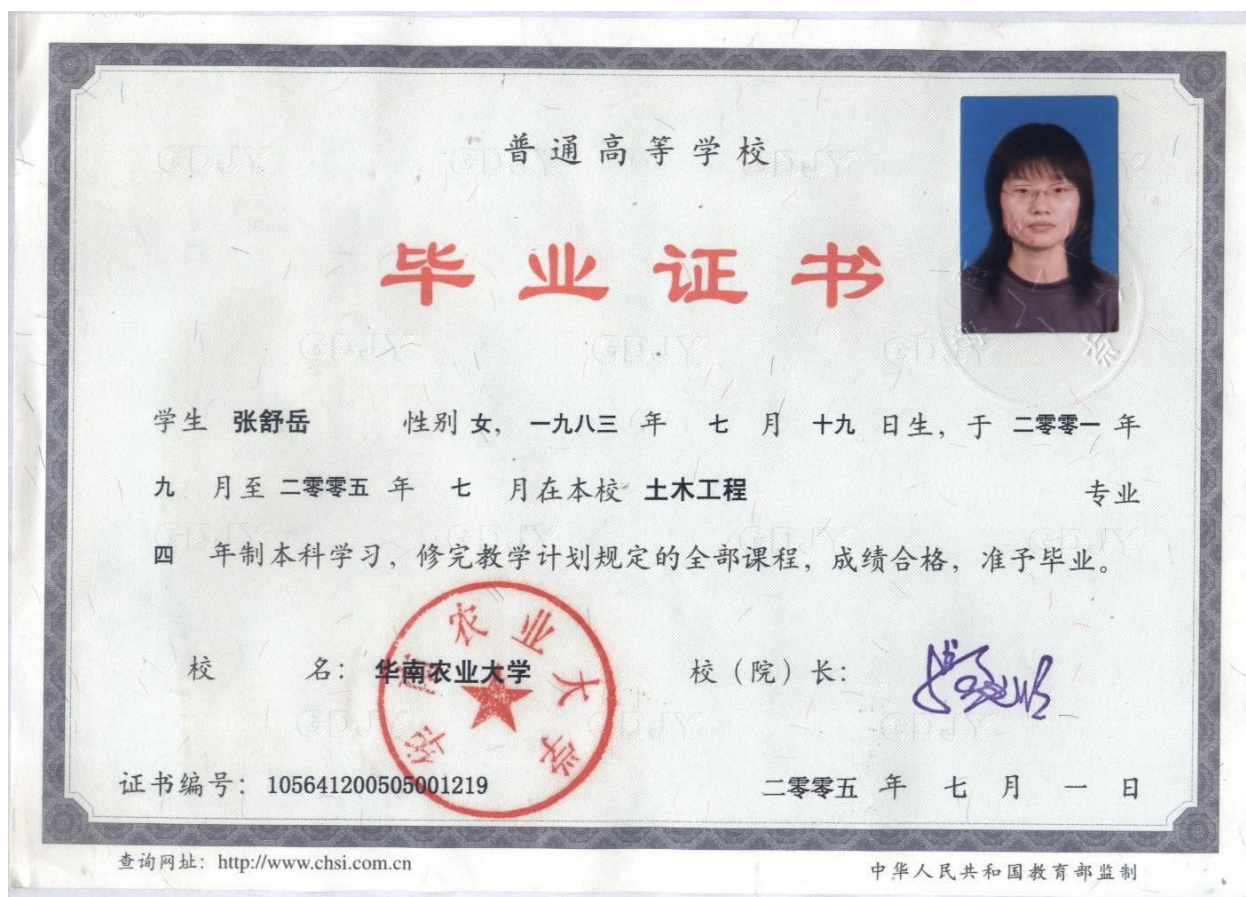 普通高等学校
毕业证书
学生 张舒岳 性别 女, 一九八三 年 七 月 十九 日生, 于 二零零一 年
九 月至 二零零五 年 七 月在本校 土木工程 专业
四 年制本科学习, 修完教学计划规定的全部课程, 成绩合格, 准予毕业。
校 名: 华南农业大学 校(院)长:
华南农业大学
证书编号: 105641200505001219 二零零五 年 七 月 一 日
查询网址: http://www.chsi.com.cn 中华人民共和国教育部监制